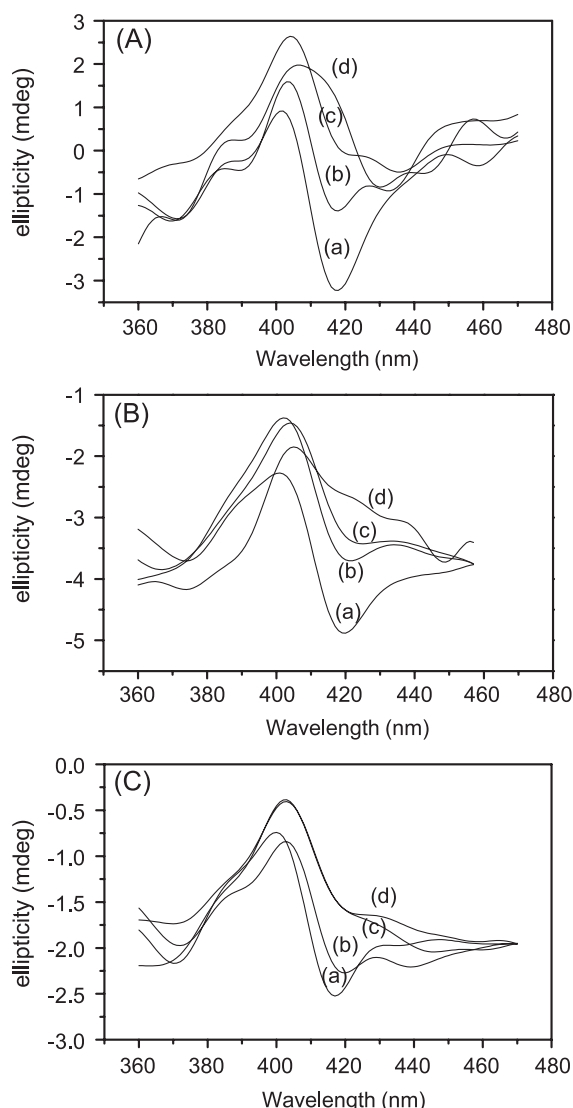 (A)
ellipticity (mdeg)
3
2
1
0
-1
-2
-3
(d)
(c)
(b)
(a)
360 380 400 420 440 460 480
Wavelength (nm)
(B)
ellipticity (mdeg)
-1
-2
-3
-4
-5
(d)
(c)
(b)
(a)
360 380 400 420 440 460 480
Wavelength (nm)
(C)
ellipticity (mdeg)
0.0
-0.5
-1.0
-1.5
-2.0
-2.5
-3.0
(d)
(c)
(b)
(a)
360 380 400 420 440 460 480
Wavelength (nm)